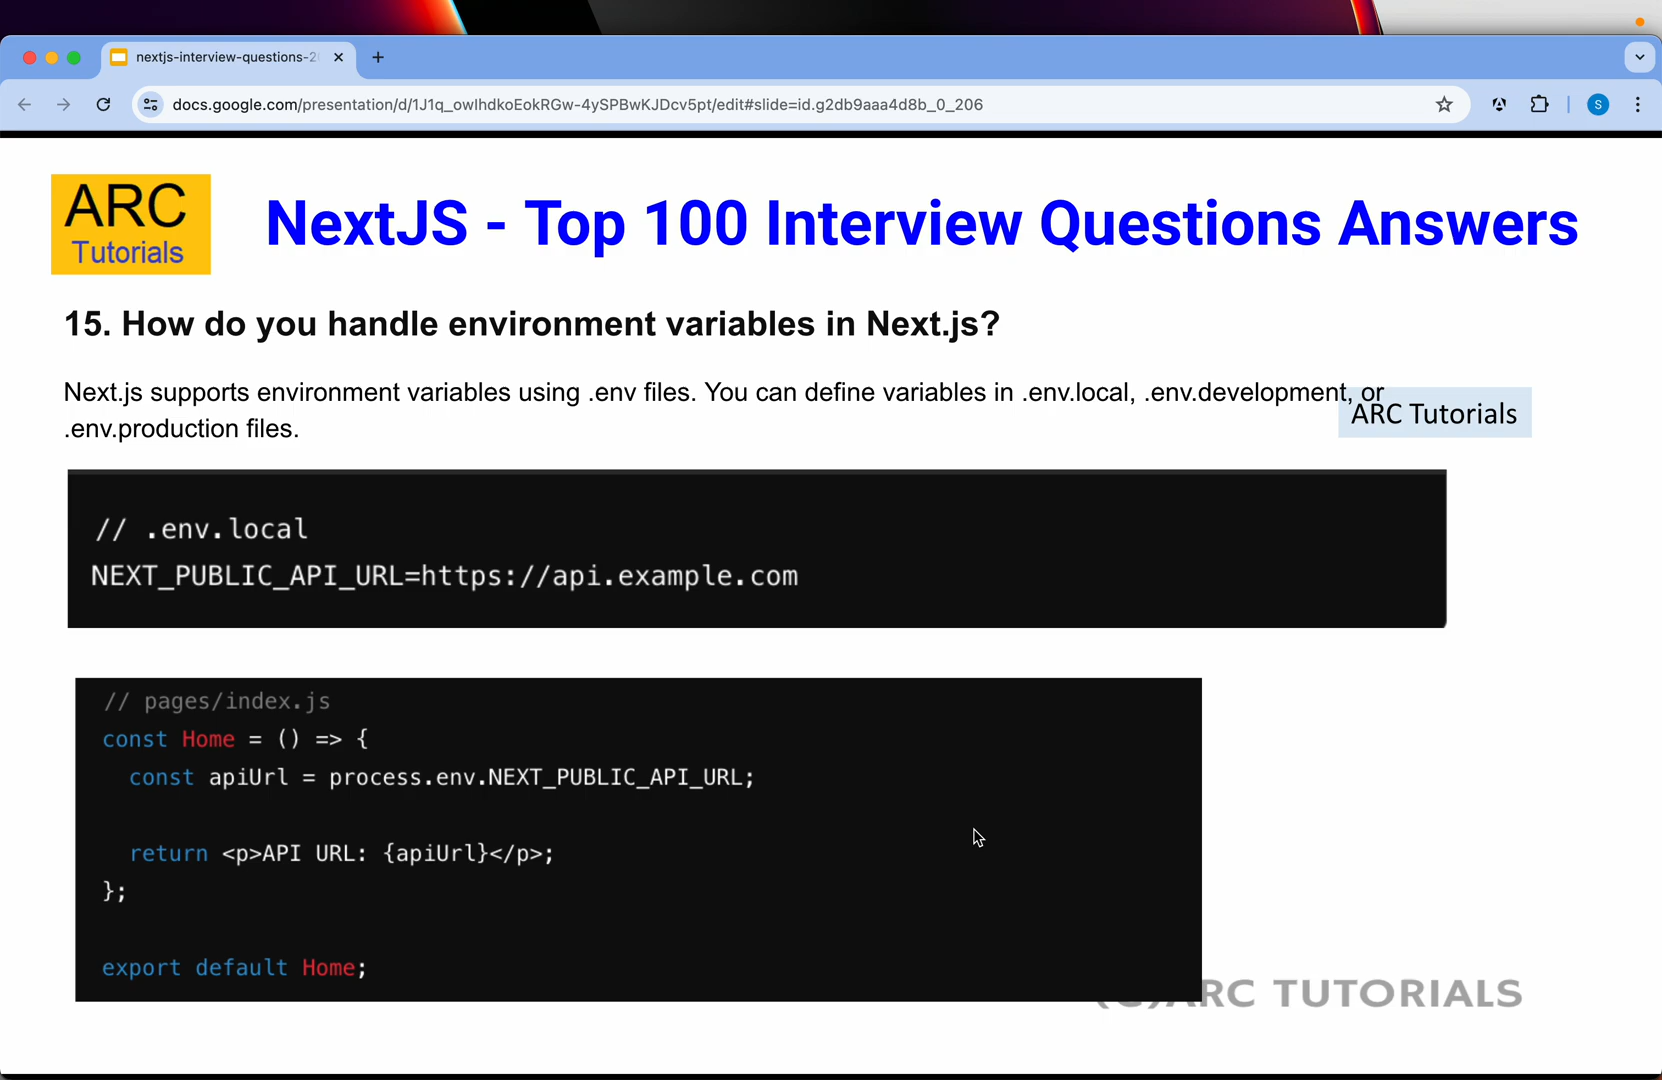 nextjs-interview-questions-2
docs.google.com/presentation/d/1J1q_owlhdkoEokRGw-4ySPBwKJDcv5pt/edit#slide=id.g2db9aaa4d8b_0_206
S
ARC
Tutorials
NextJS - Top 100 Interview Questions Answers
15. How do you handle environment variables in Next.js?
Next.js supports environment variables using .env files. You can define variables in .env.local, .env.development, or
.env.production files.
ARC Tutorials
// .env.local
NEXT_PUBLIC_API_URL=https://api.example.com
// pages/index.js
const Home = () => {
const apiUrl = process.env.NEXT_PUBLIC_API_URL;
return <p>API URL: {apiUrl}</p>;
};
export default Home;
(C)ARC TUTORIALS